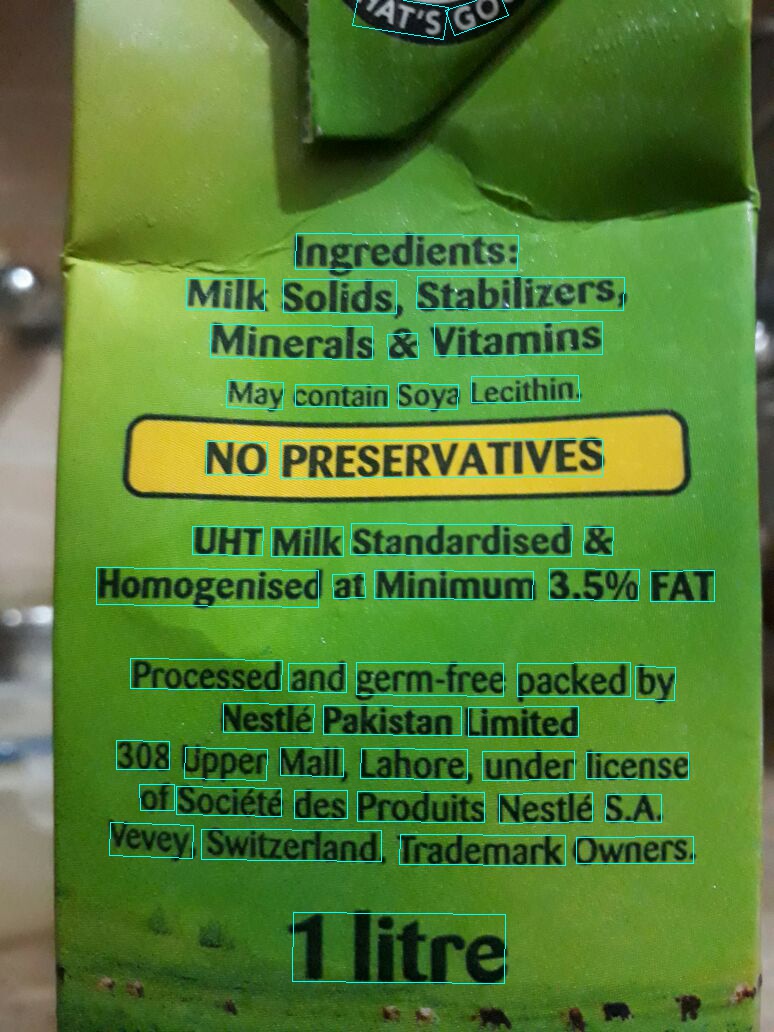 GO
Ingredients:
Milk Solids, Stabilizers,
Minerals & Vitamins
May contain Soya Lecithin.
NO PRESERVATIVES
UHT Milk Standardised &
Homogenised at Minimum 3.5% FAT
Processed and germ-free packed by
Nestlé Pakistan Limited
308 Upper Mall, Lahore, under license
of Société des Produits Nestlé S.A.
Vevey, Switzerland. Trademark Owners.
1 litre